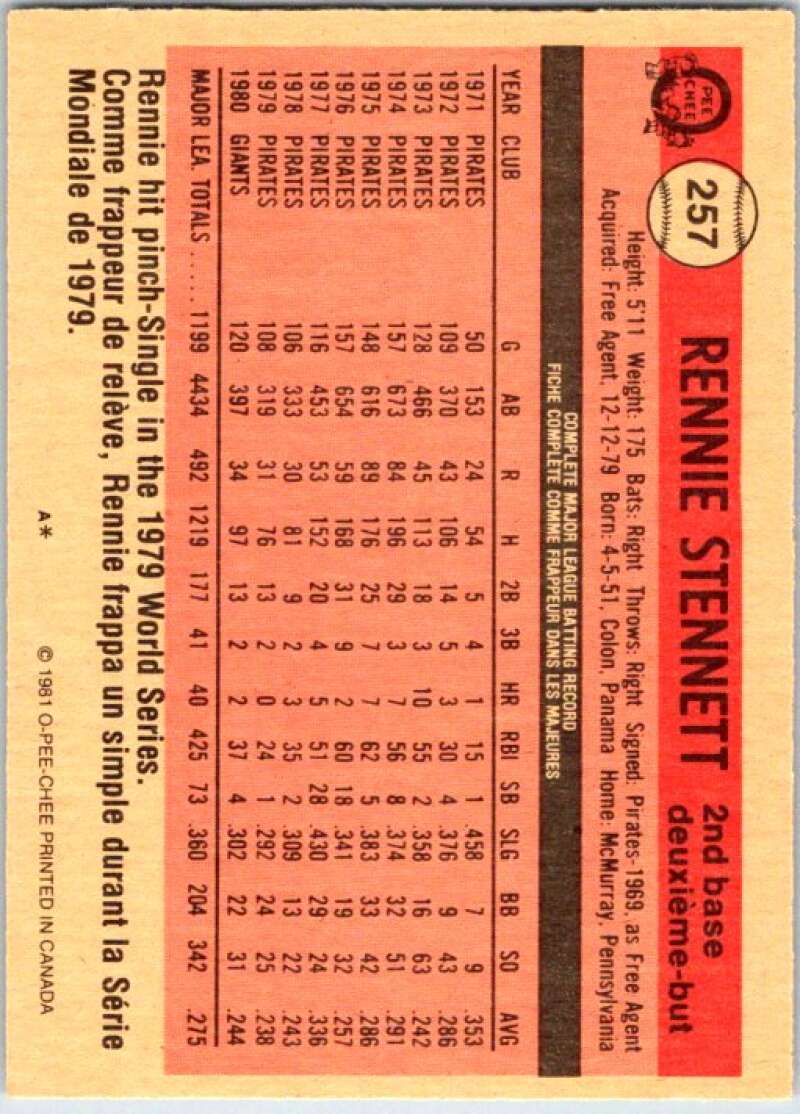 O PEE CHEE
257
RENNIE STENNETT
2nd base
deuxième-but
Height: 5'11 Weight: 175 Bats: Right Throws: Right Signed: Pirates-1969, as Free Agent
Acquired: Free Agent, 12-12-79 Born: 4-5-51, Colon, Panama Home: McMurray, Pennsylvania
COMPLETE MAJOR LEAGUE BATTING RECORD
FICHE COMPLÈTE COMME FRAPPEUR DANS LES MAJEURES
YEAR CLUB G AB R H 2B 3B HR RBI SB SLG BB SO AVG
1971 PIRATES 50 153 24 54 5 4 1 15 1 .458 7 9 .353
1972 PIRATES 109 370 43 106 14 5 3 30 4 .376 9 43 .286
1973 PIRATES 128 466 45 113 18 3 10 55 2 .358 16 63 .242
1974 PIRATES 157 673 84 196 29 3 7 56 8 .374 32 51 .291
1975 PIRATES 148 616 89 176 25 7 7 62 5 .383 33 42 .286
1976 PIRATES 157 654 59 168 31 9 2 60 18 .341 19 32 .257
1977 PIRATES 116 453 53 152 20 4 5 51 28 .430 29 24 .336
1978 PIRATES 106 333 30 81 9 2 3 35 2 .309 13 22 .243
1979 PIRATES 108 319 31 76 13 2 0 24 1 .292 24 25 .238
1980 GIANTS 120 397 34 97 13 2 2 37 4 .302 22 31 .244
MAJOR LEA. TOTALS ..... 1199 4434 492 1219 177 41 40 425 73 .360 204 342 .275
Rennie hit pinch-Single in the 1979 World Series.
Comme frappeur de relève, Rennie frappa un simple durant la Série
Mondiale de 1979.
A* © 1981 O-PEE-CHEE PRINTED IN CANADA